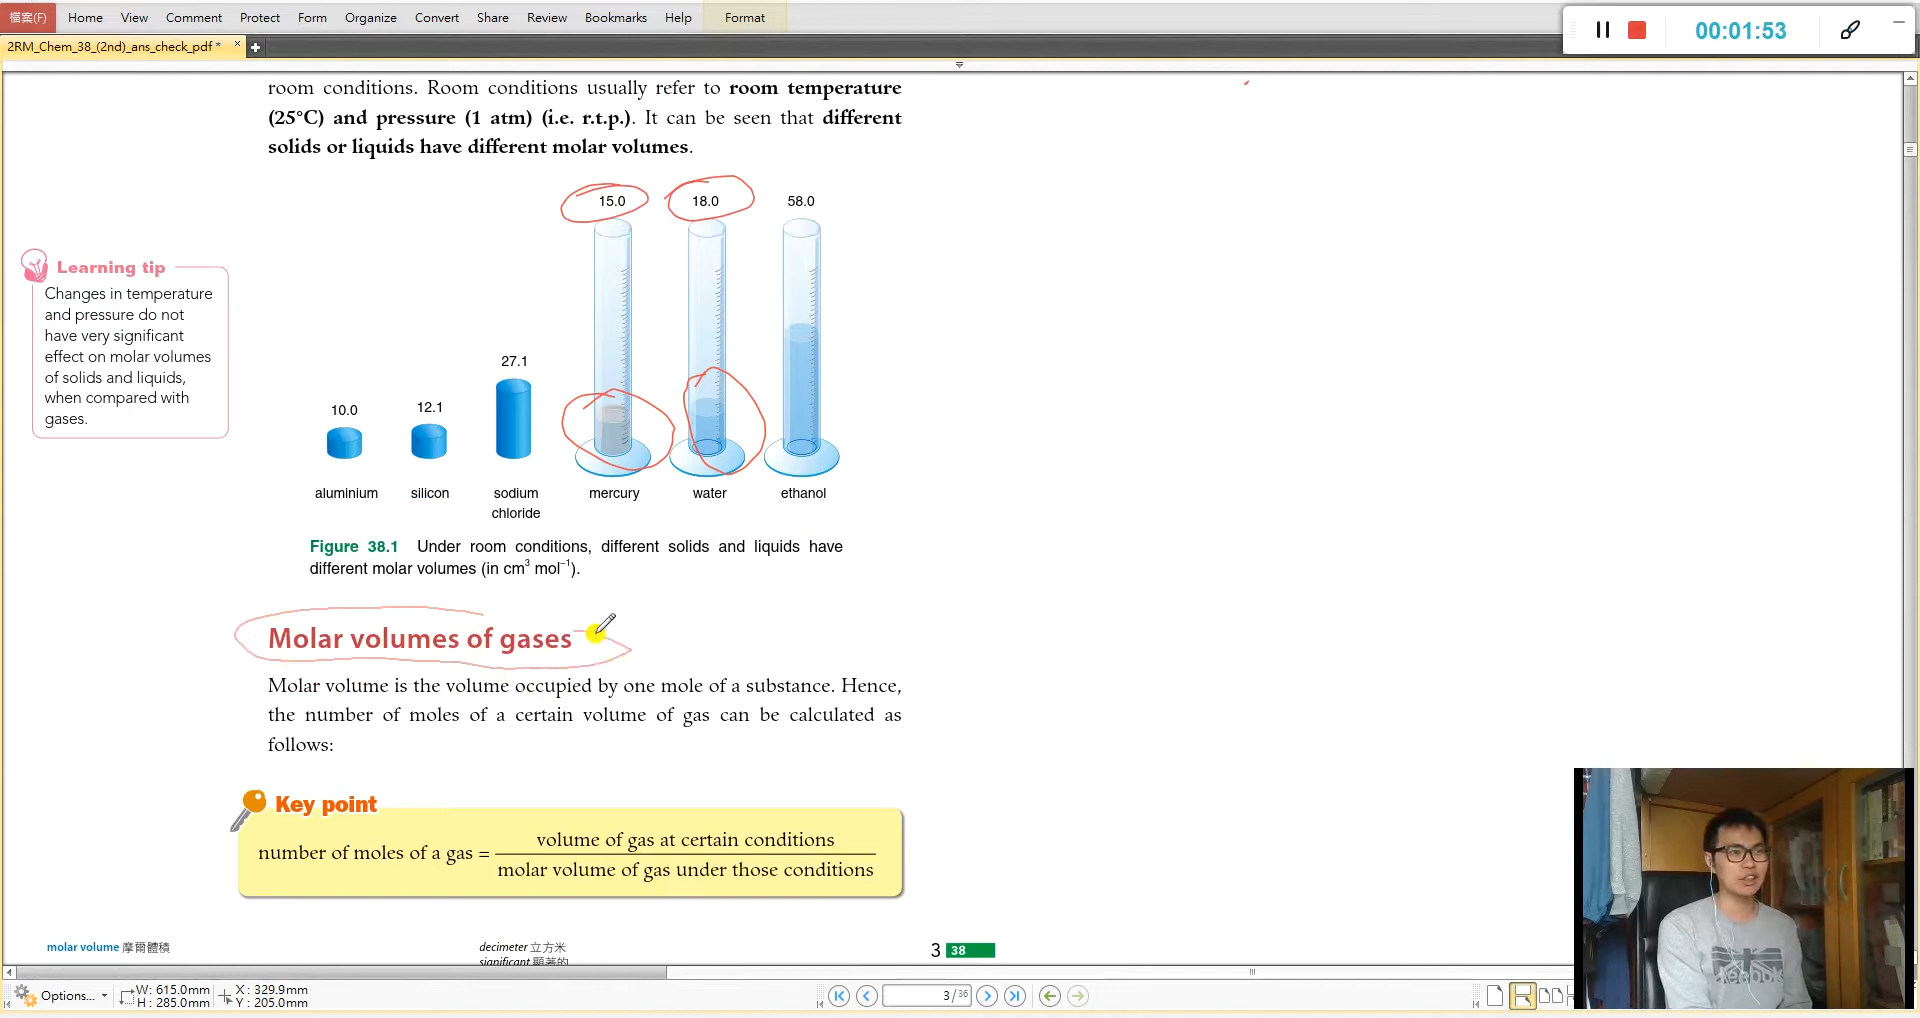 檔案(F) Home View Comment Protect Form Organize Convert Share Review Bookmarks Help Format
00:01:53
2RM_Chem_38_(2nd)_ans_check_pdf *
room conditions. Room conditions usually refer to room temperature
(25°C) and pressure (1 atm) (i.e. r.t.p.). It can be seen that different
solids or liquids have different molar volumes.
15.0 18.0 58.0
Learning tip
Changes in temperature
and pressure do not
have very significant
effect on molar volumes
of solids and liquids,
when compared with
gases.
27.1
10.0 12.1
aluminium silicon sodium chloride mercury water ethanol
Figure 38.1 Under room conditions, different solids and liquids have
different molar volumes (in cm³ mol⁻¹).
Molar volumes of gases
Molar volume is the volume occupied by one mole of a substance. Hence,
the number of moles of a certain volume of gas can be calculated as
follows:
Key point
number of moles of a gas = volume of gas at certain conditions
molar volume of gas under those conditions
molar volume 摩爾體積
decimeter 立方米
significant 顯著的
3 38
Options... W: 615.0mm X: 329.9mm
H: 285.0mm Y: 205.0mm
3 / 36
Reebok